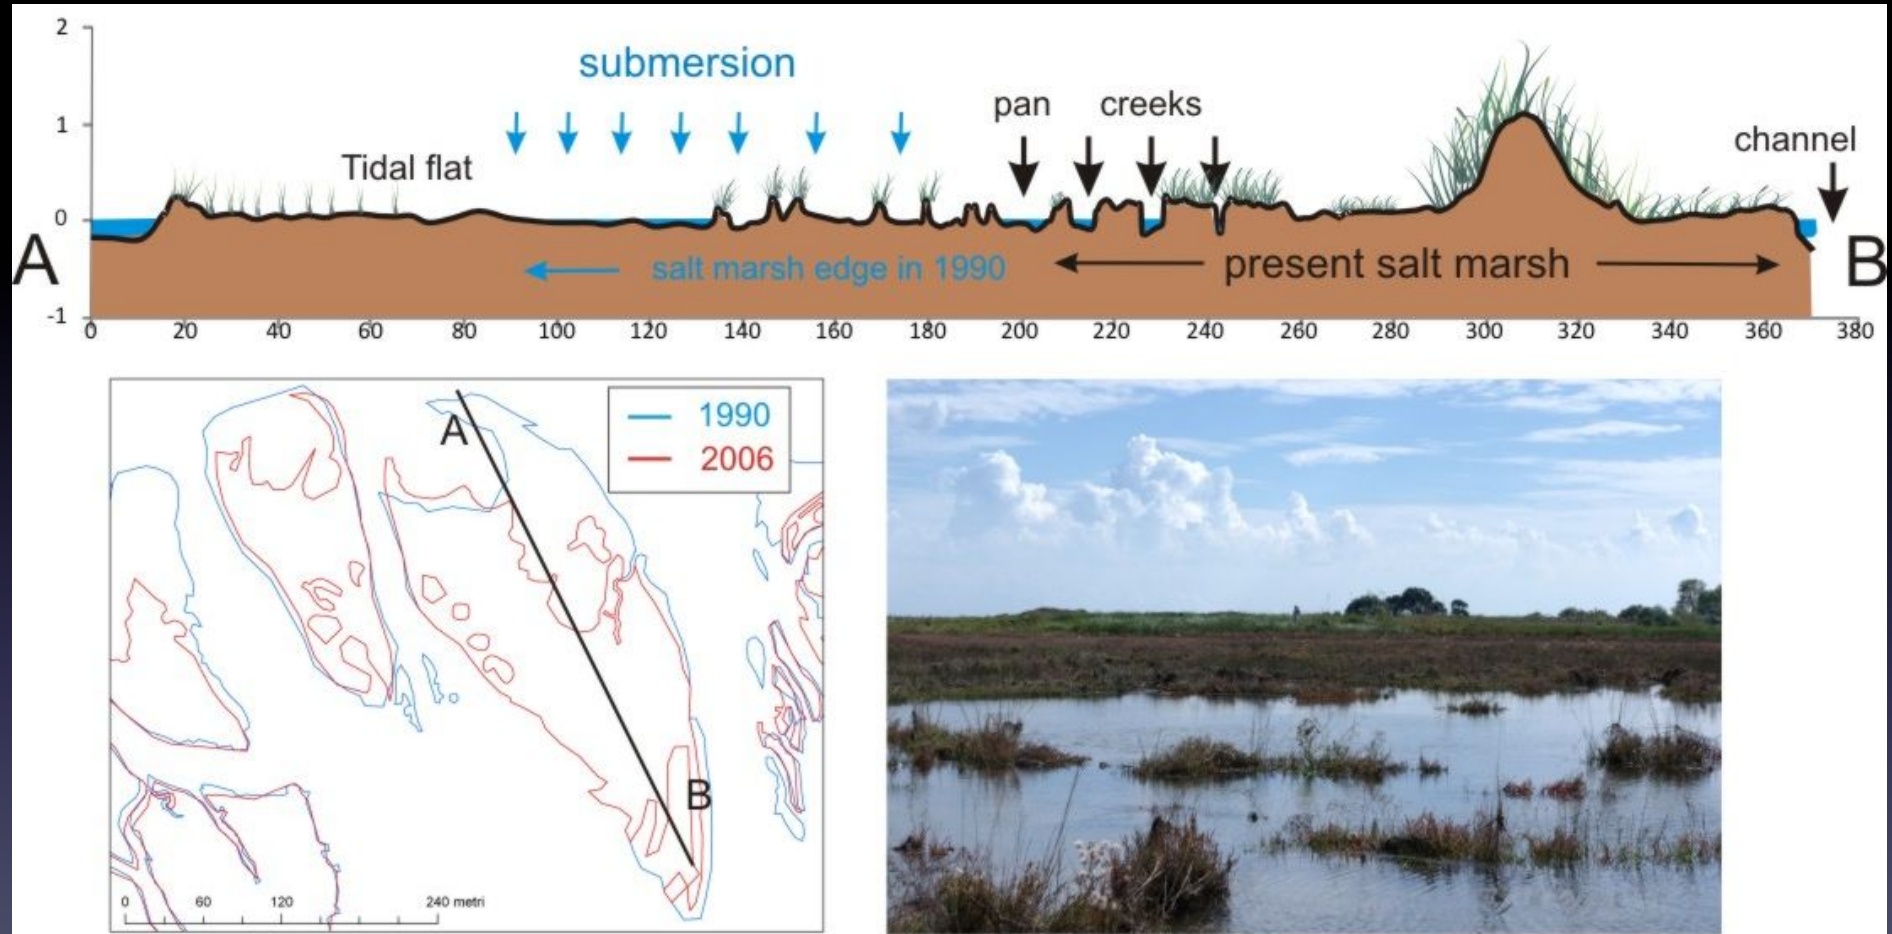 2
submersion
pan creeks
1
channel
Tidal flat
0
A
salt marsh edge in 1990
present salt marsh
B
-1
0 20 40 60 80 100 120 140 160 180 200 220 240 260 280 300 320 340 360 380
1990
A
2006
B
0 60 120 240 metri